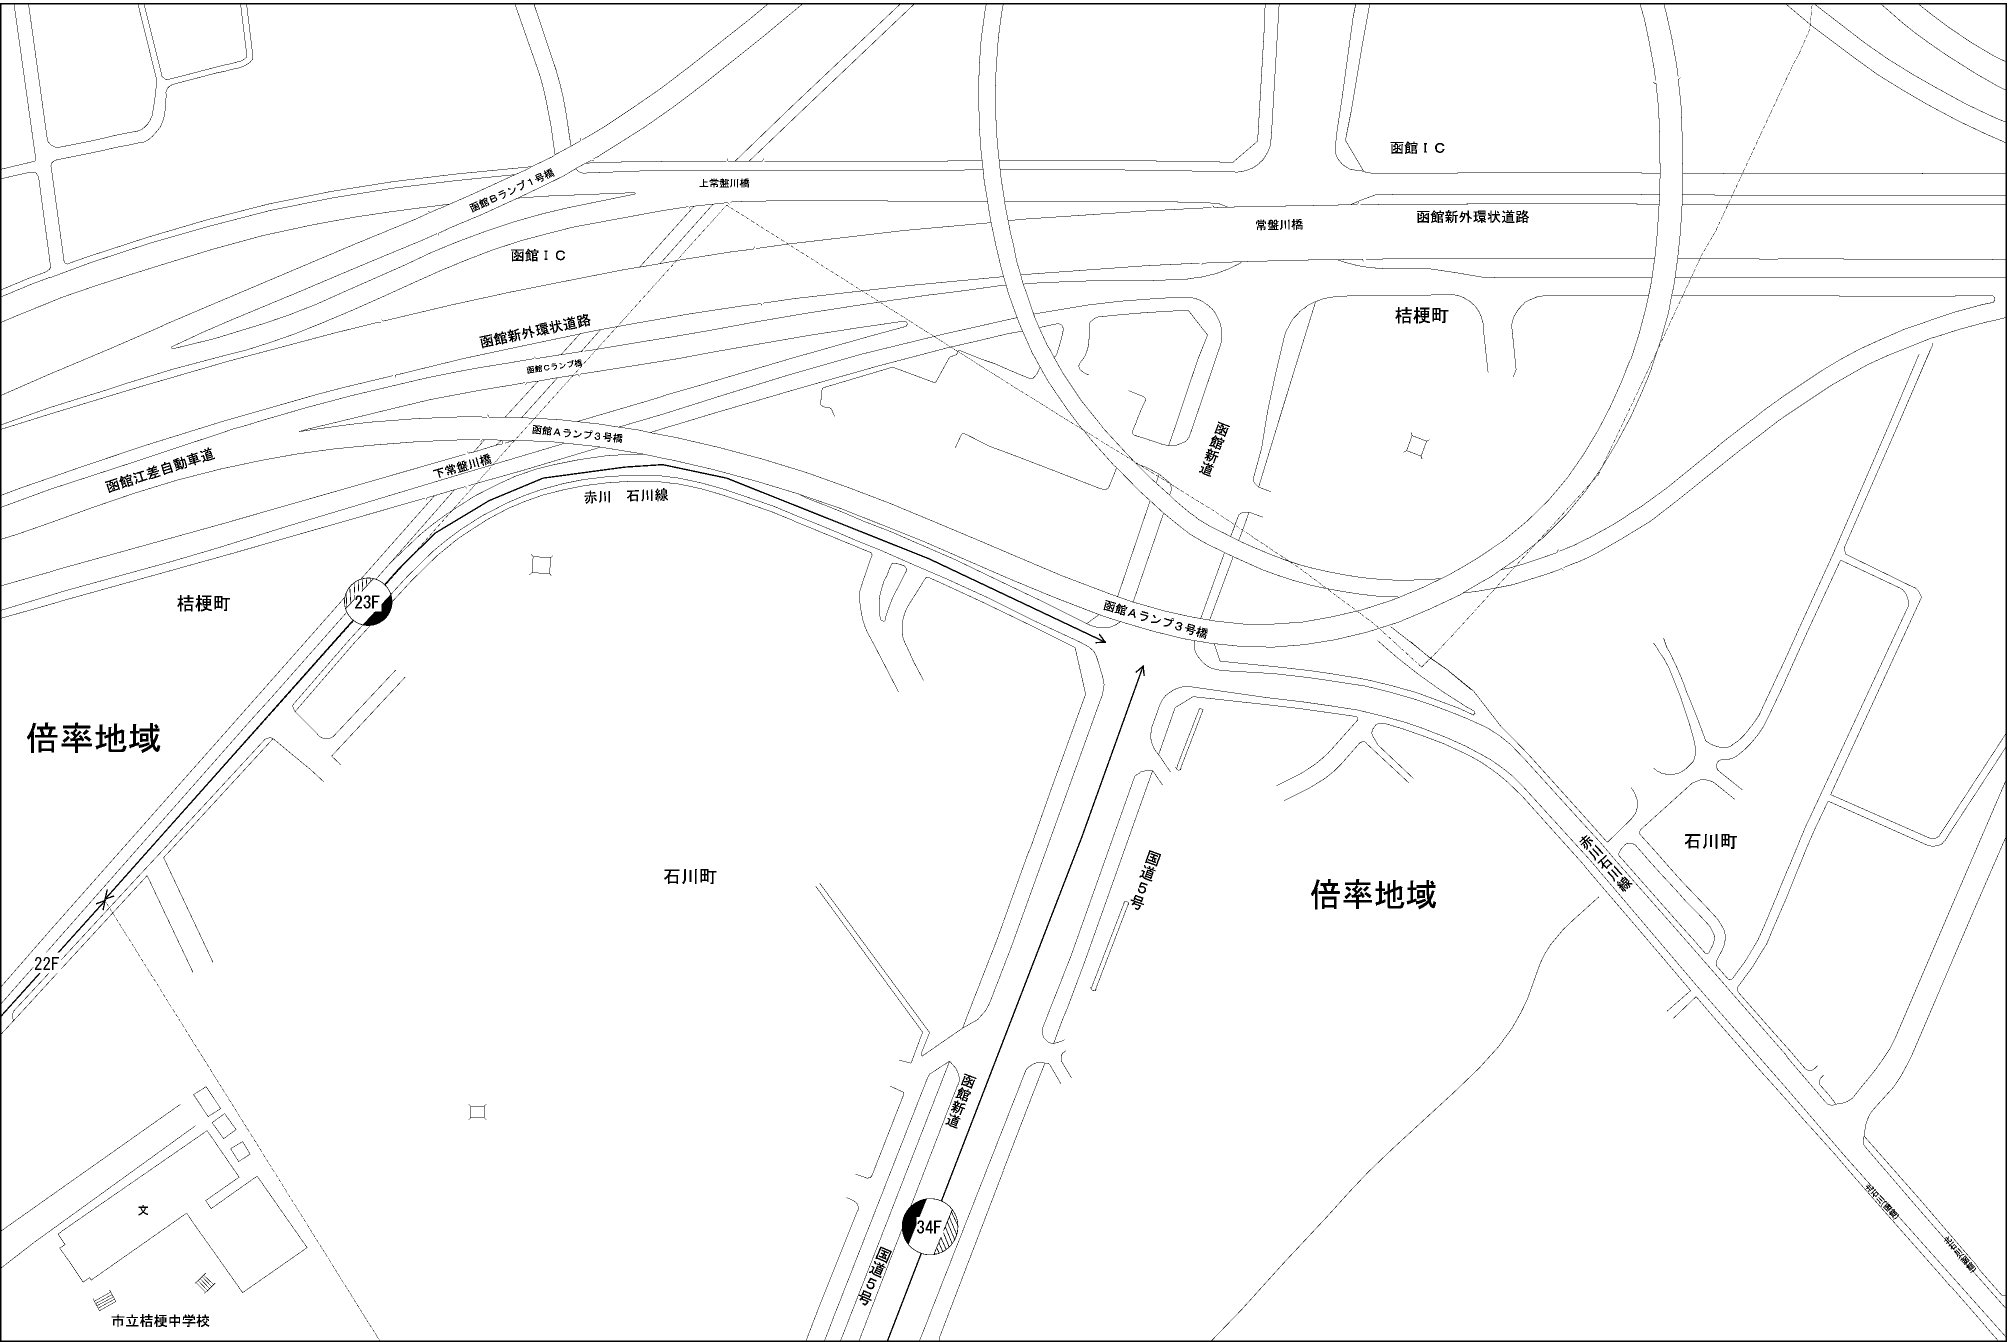 函館ＩＣ
函館Ｂランプ１号橋
上常盤川橋
函館新外環状道路
常盤川橋
函館ＩＣ
桔梗町
函館新外環状道路
函館Ｃランプ橋
函館新道
函館Ａランプ３号橋
下常盤川橋
函館江差自動車道
赤川　石川線
桔梗町
23F
函館Ａランプ３号橋
倍率地域
石川町
赤川石川線
国道５号
石川町
倍率地域
22F
函館新道
文
34F
国道５号
市立桔梗中学校